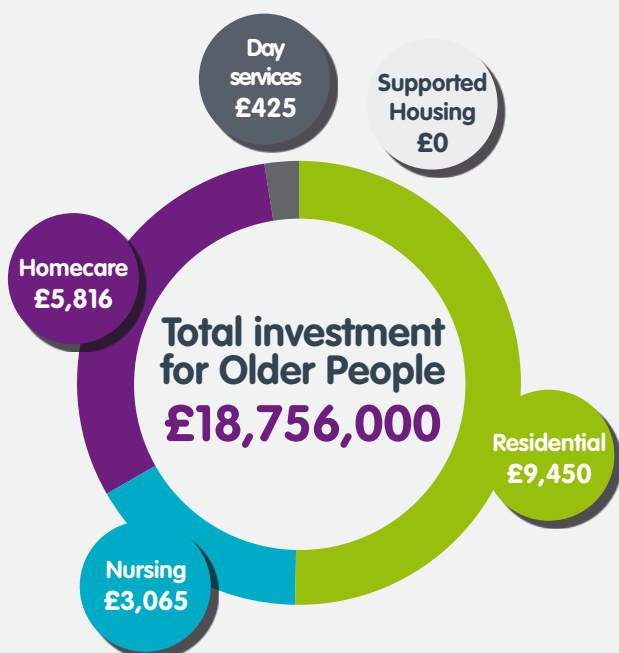 Day
services
£425
Supported
Housing
£0
Homecare
£5,816
Total investment
for Older People
£18,756,000
Residential
£9,450
Nursing
£3,065